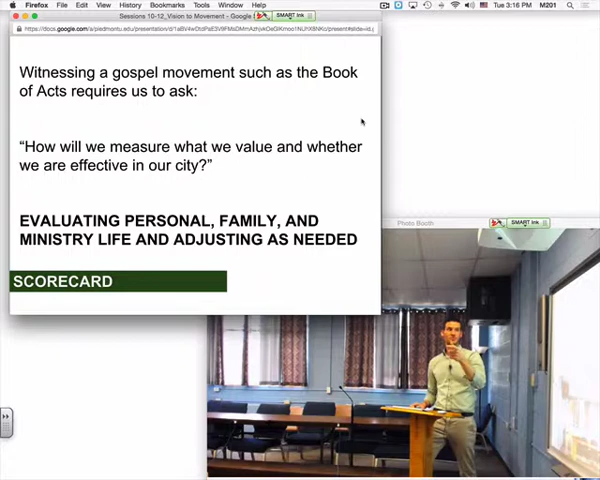 Firefox File Edit View History Bookmarks Tools Window Help Tue 3:16 PM M201
Sessions 10-12_Vision to Movement - Google
SMART Ink
Witnessing a gospel movement such as the Book
of Acts requires us to ask:
“How will we measure what we value and whether
we are effective in our city?”
EVALUATING PERSONAL, FAMILY, AND
MINISTRY LIFE AND ADJUSTING AS NEEDED
SCORECARD
Photo Booth
SMART Ink